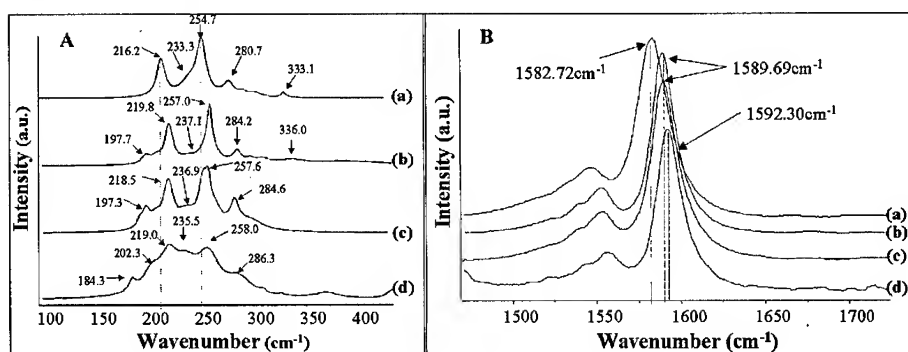 A
254.7
216.2
233.3
280.7
333.1
(a)
219.8
257.0
237.1
284.2
336.0
197.7
(b)
218.5
236.9
257.6
284.6
197.3
(c)
219.0
235.5
258.0
202.3
286.3
184.3
(d)
Intensity (a.u.)
100 150 200 250 300 350 400
Wavenumber (cm-1)
B
1582.72cm-1
1589.69cm-1
1592.30cm-1
(a)
(b)
(c)
(d)
Intensity (a.u.)
1500 1550 1600 1650 1700
Wavenumber (cm-1)